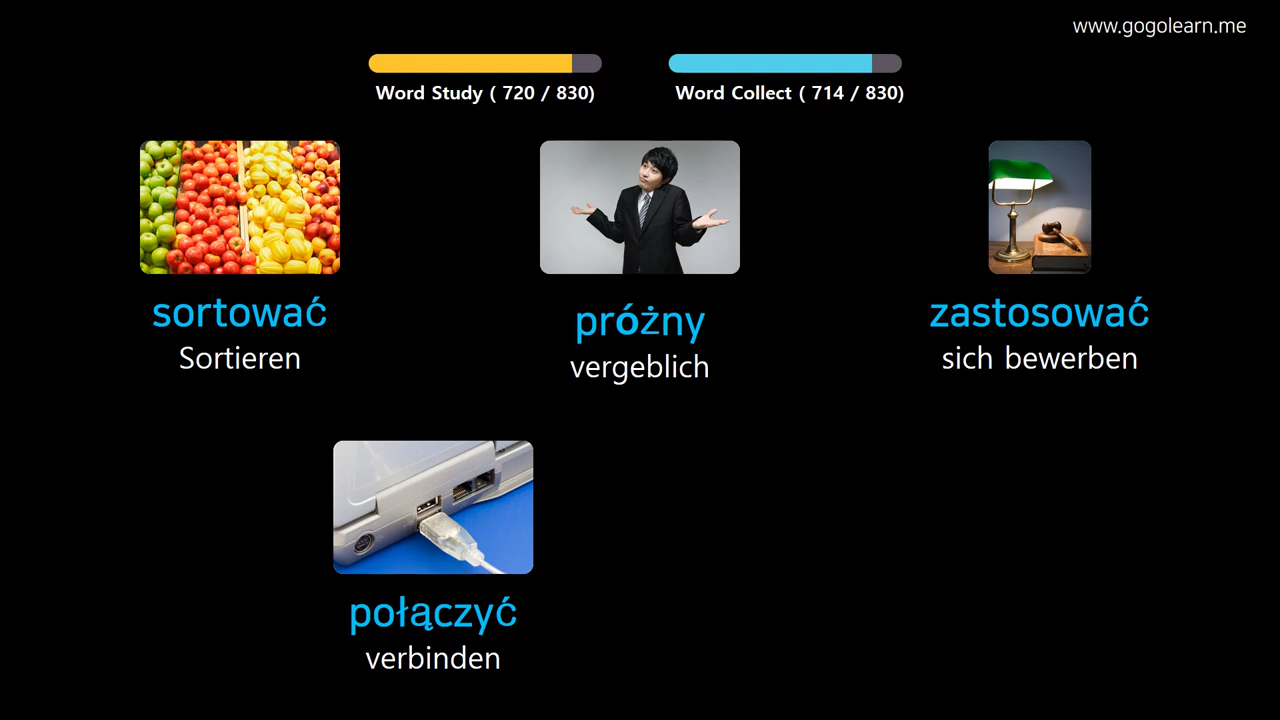 www.gogolearn.me
Word Study ( 720 / 830)
Word Collect ( 714 / 830)
sortować
Sortieren
próżny
vergeblich
zastosować
sich bewerben
połączyć
verbinden